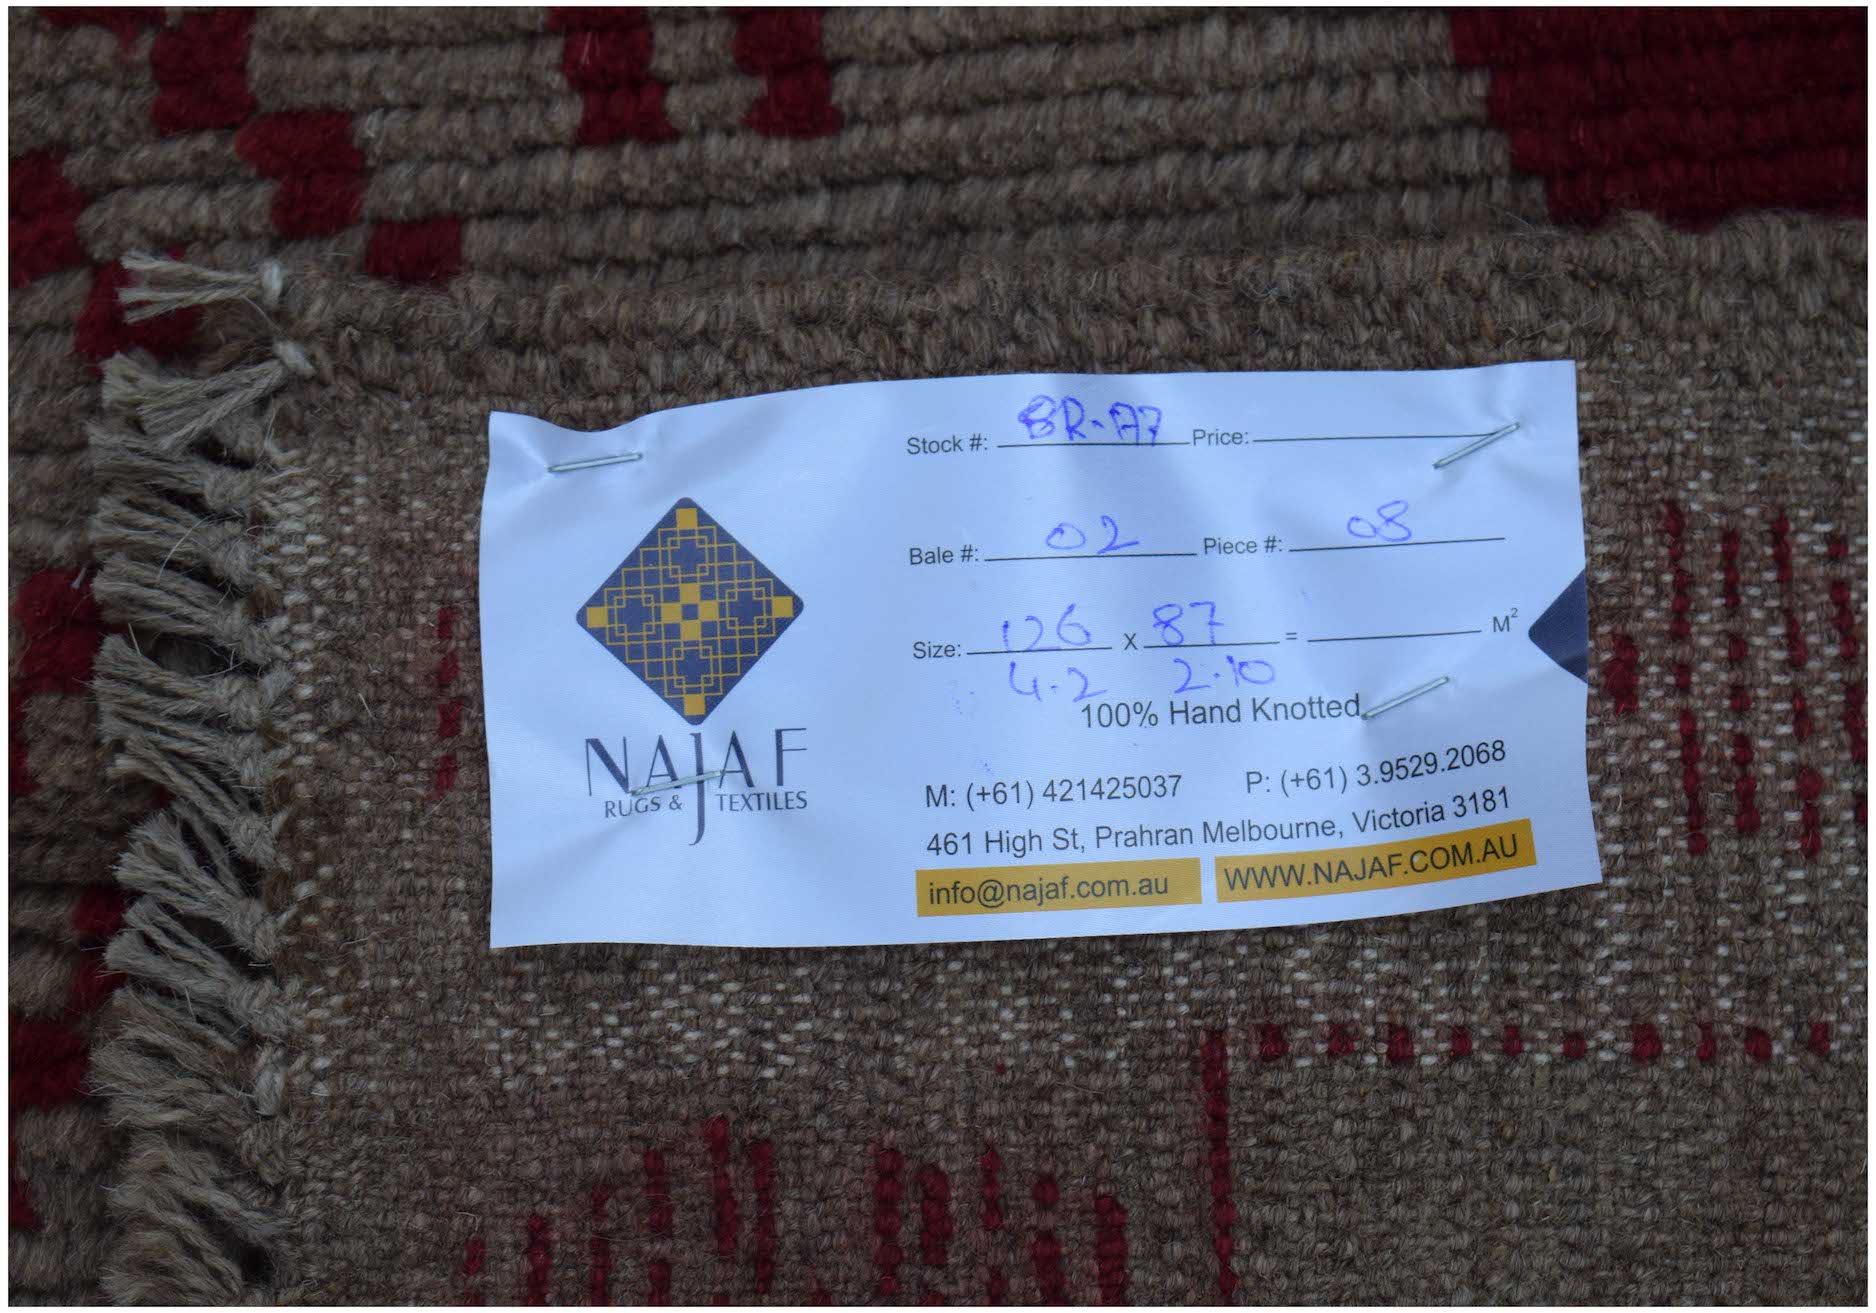 Stock #: BR-A7 Price:
Bale #: 02 Piece #: 08
Size: 126 X 87 = M²
4.2 2.10
100% Hand Knotted
NAJAF
RUGS & TEXTILES
M: (+61) 421425037 P: (+61) 3.9529.2068
461 High St, Prahran Melbourne, Victoria 3181
info@najaf.com.au WWW.NAJAF.COM.AU